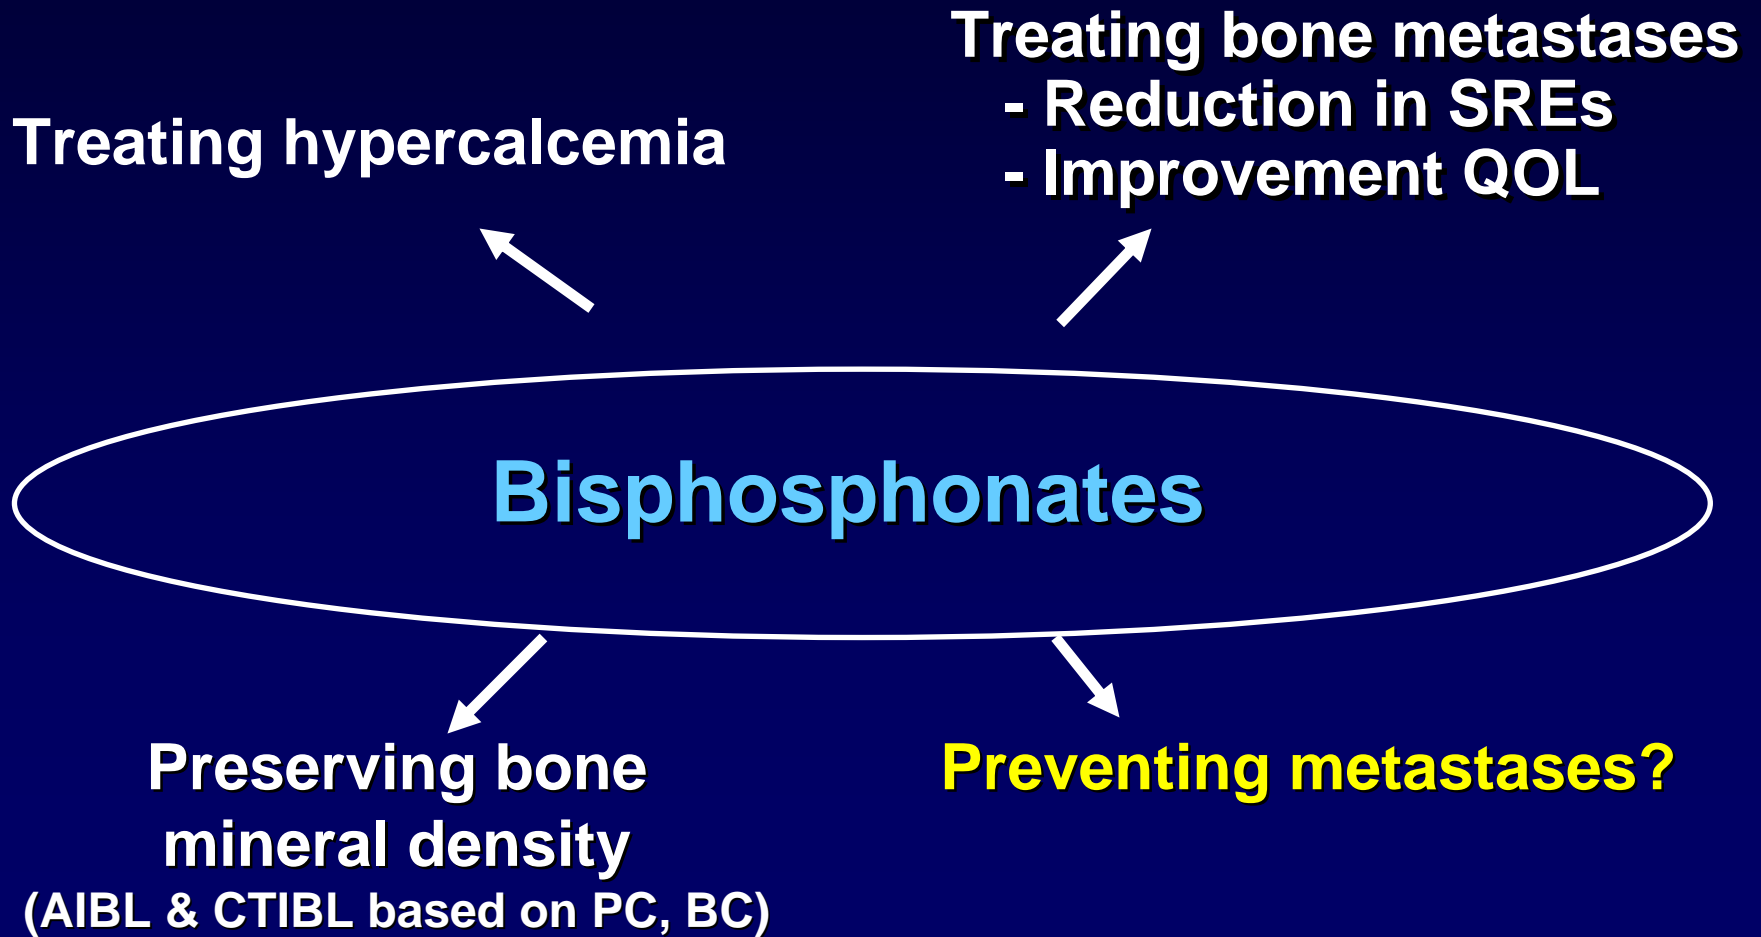 Treating hypercalcemia
Treating bone metastases
- Reduction in SREs
- Improvement QOL
Bisphosphonates
Preserving bone
mineral density
(AIBL & CTIBL based on PC, BC)
Preventing metastases?